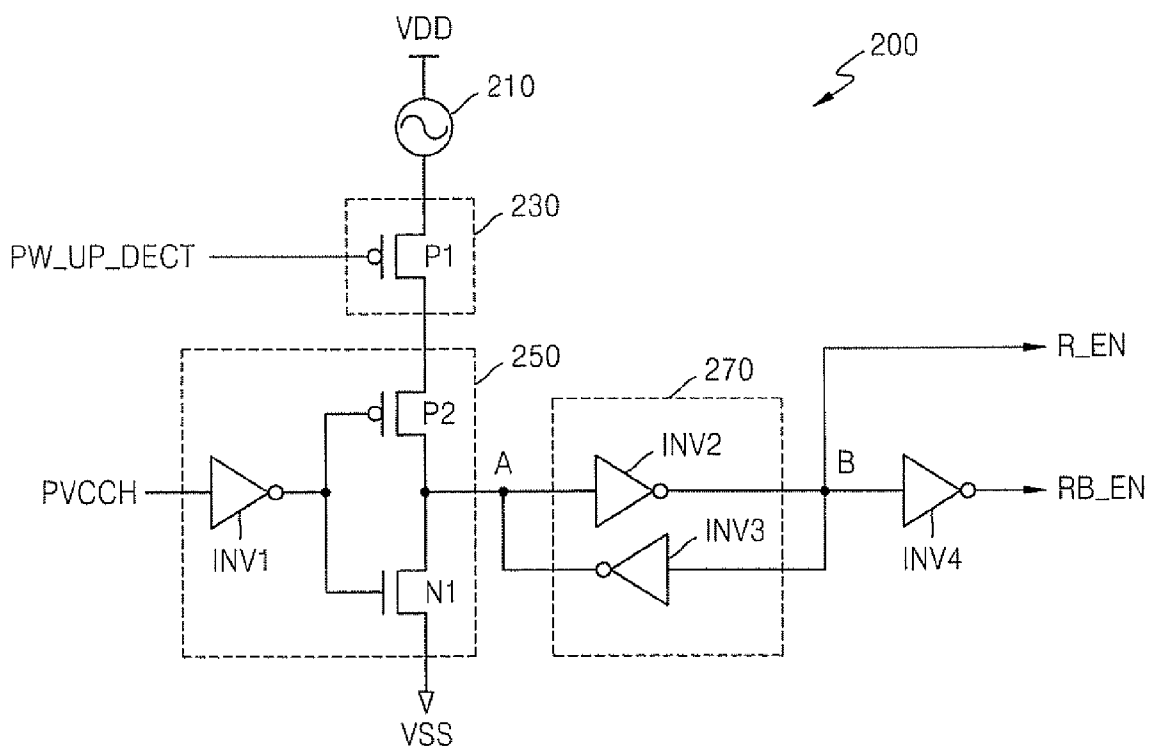 VDD
200
210
230
PW_UP_DECT
P1
R_EN
250
270
P2
INV2
A
B
PVCCH
RB_EN
INV1
INV3
INV4
N1
VSS